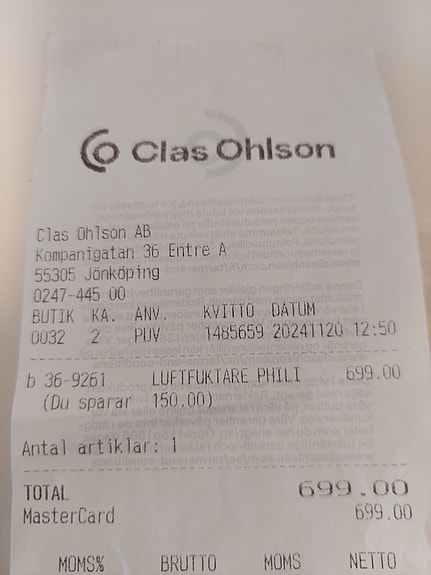 Clas Ohlson
Clas Ohlson AB
Kompanigatan 36 Entre A
55305 Jönköping
0247-445 00
BUTIK KA. ANV. KVITTO DATUM
0032 2 PUV 1485659 20241120 12:50
b 36-9261 LUFTFUKTARE PHILI 699.00
(Du sparar 150,00)
Antal artiklar: 1
TOTAL 699.00
MasterCard 699.00
MOMS% BRUTTO MOMS NETTO